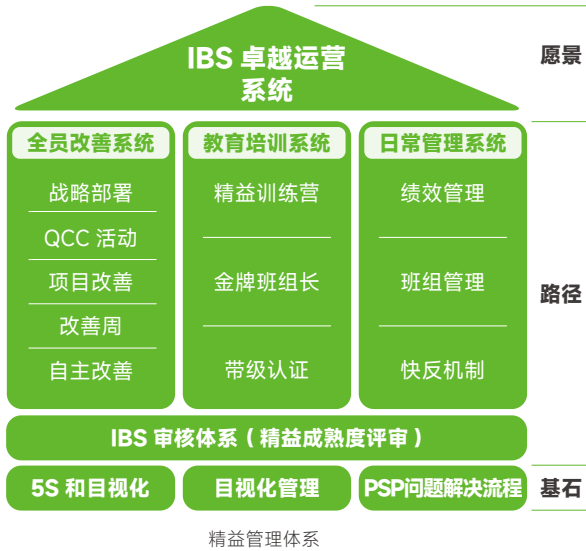 IBS 卓越运营
系统
愿景
全员改善系统
战略部署
QCC 活动
项目改善
改善周
自主改善
教育培训系统
精益训练营
金牌班组长
带级认证
日常管理系统
绩效管理
班组管理
快反机制
路径
IBS 审核体系（精益成熟度评审）
5S 和目视化
目视化管理
PSP问题解决流程
基石
精益管理体系